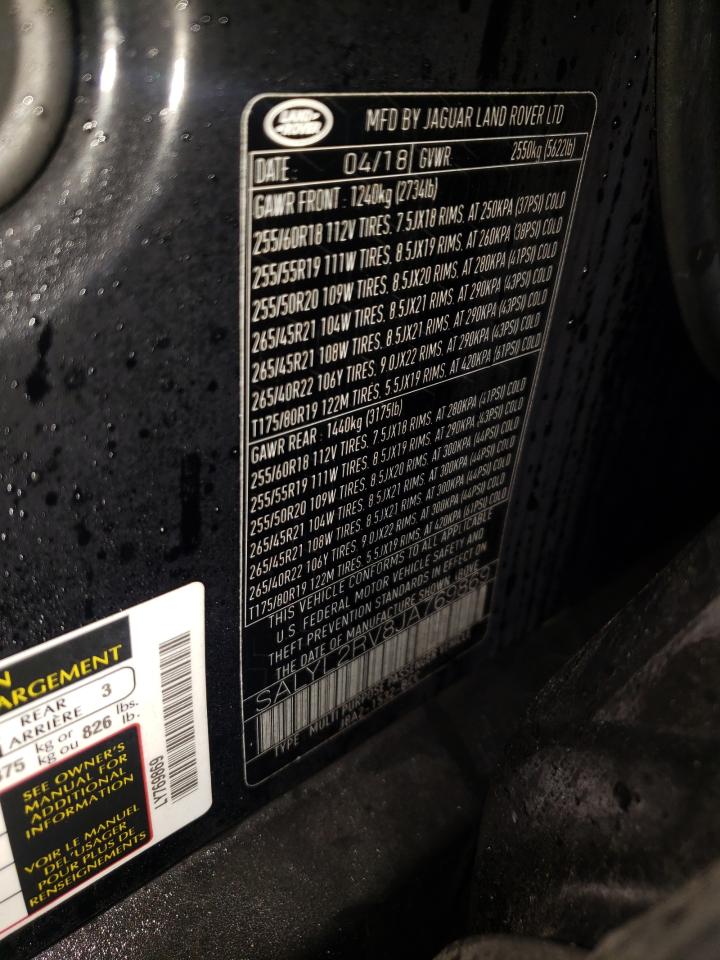 LAND ROVER
MFD BY JAGUAR LAND ROVER LTD
DATE: 04/18 GVWR 2550kg (5622lb)
GAWR FRONT 1240kg (2734lb)
255/60R18 112V TIRES, 7.5JX18 RIMS, AT 250KPA (37PSI) COLD
255/55R19 111W TIRES, 8.5JX19 RIMS, AT 260KPA (38PSI) COLD
255/50R20 109W TIRES, 8.5JX20 RIMS, AT 280KPA (41PSI) COLD
265/45R21 104W TIRES, 8.5JX21 RIMS, AT 290KPA (43PSI) COLD
265/45R21 108W TIRES, 8.5JX21 RIMS, AT 290KPA (43PSI) COLD
265/40R22 106Y TIRES, 9.0JX22 RIMS, AT 290KPA (43PSI) COLD
T175/80R19 122M TIRES, 5.5JX19 RIMS, AT 420KPA (61PSI) COLD
GAWR REAR : 1440kg (3175lb)
255/60R18 112V TIRES, 7.5JX18 RIMS, AT 280KPA (41PSI) COLD
255/55R19 111W TIRES, 8.5JX19 RIMS, AT 290KPA (43PSI) COLD
255/50R20 109W TIRES, 8.5JX20 RIMS, AT 300KPA (44PSI) COLD
265/45R21 104W TIRES, 8.5JX21 RIMS, AT 300KPA (44PSI) COLD
265/45R21 108W TIRES, 8.5JX21 RIMS, AT 300KPA (44PSI) COLD
265/40R22 106Y TIRES, 9.0JX22 RIMS, AT 300KPA (44PSI) COLD
T175/80R19 122M TIRES, 5.5JX19 RIMS, AT 420KPA (61PSI) COLD
THIS VEHICLE CONFORMS TO ALL APPLICABLE
U.S. FEDERAL MOTOR VEHICLE SAFETY AND
THEFT PREVENTION STANDARDS IN EFFECT ON
THE DATE OF MANUFACTURE SHOWN ABOVE
SALYL2RV8JA769869
TYPE MULTI PURPOSE PASSENGER VEHICLE
N
ARGEMENT
REAR 3
ARRIÈRE
375 kg or 826 lbs.
kg ou lb.
SEE OWNER'S
MANUAL FOR
ADDITIONAL
INFORMATION
VOIR LE MANUEL
DE L'USAGER
POUR PLUS DE
RENSEIGNEMENTS
LY769869